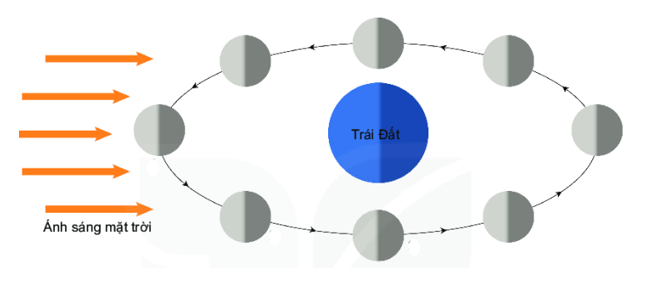 Trái Đất
Ánh sáng mặt trời